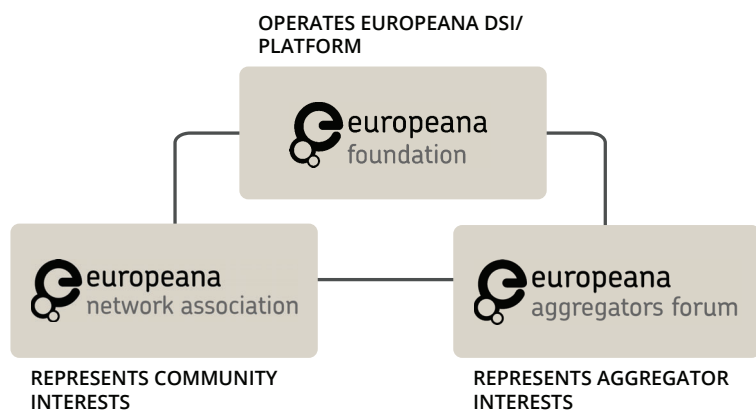 OPERATES EUROPEANA DSI/
PLATFORM
europeana
foundation
europeana
network association
europeana
aggregators forum
REPRESENTS COMMUNITY
INTERESTS
REPRESENTS AGGREGATOR
INTERESTS